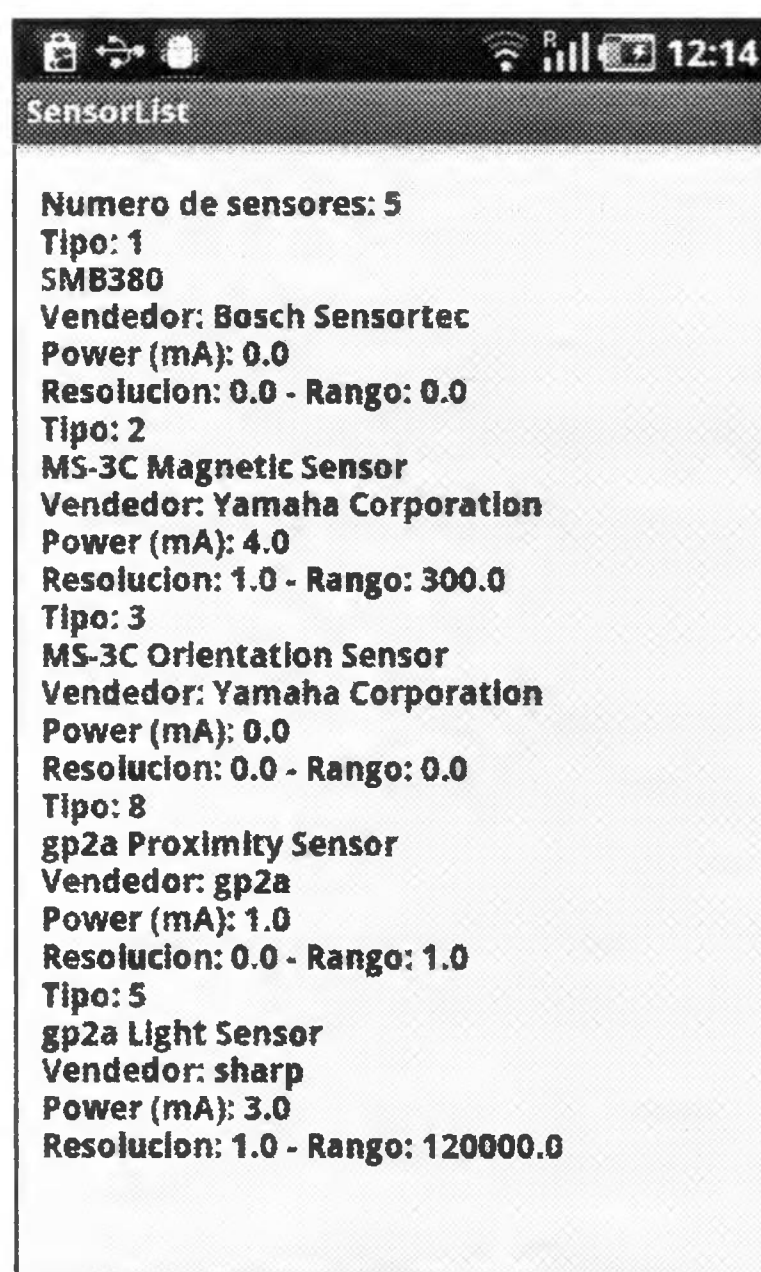 R 12:14
SensorList
Numero de sensores: 5
Tipo: 1
SMB380
Vendedor: Bosch Sensortec
Power (mA): 0.0
Resolucion: 0.0 - Rango: 0.0
Tipo: 2
MS-3C Magnetic Sensor
Vendedor: Yamaha Corporation
Power (mA): 4.0
Resolucion: 1.0 - Rango: 300.0
Tipo: 3
MS-3C Orientation Sensor
Vendedor: Yamaha Corporation
Power (mA): 0.0
Resolucion: 0.0 - Rango: 0.0
Tipo: 8
gp2a Proximity Sensor
Vendedor: gp2a
Power (mA): 1.0
Resolucion: 0.0 - Rango: 1.0
Tipo: 5
gp2a Light Sensor
Vendedor: sharp
Power (mA): 3.0
Resolucion: 1.0 - Rango: 120000.0